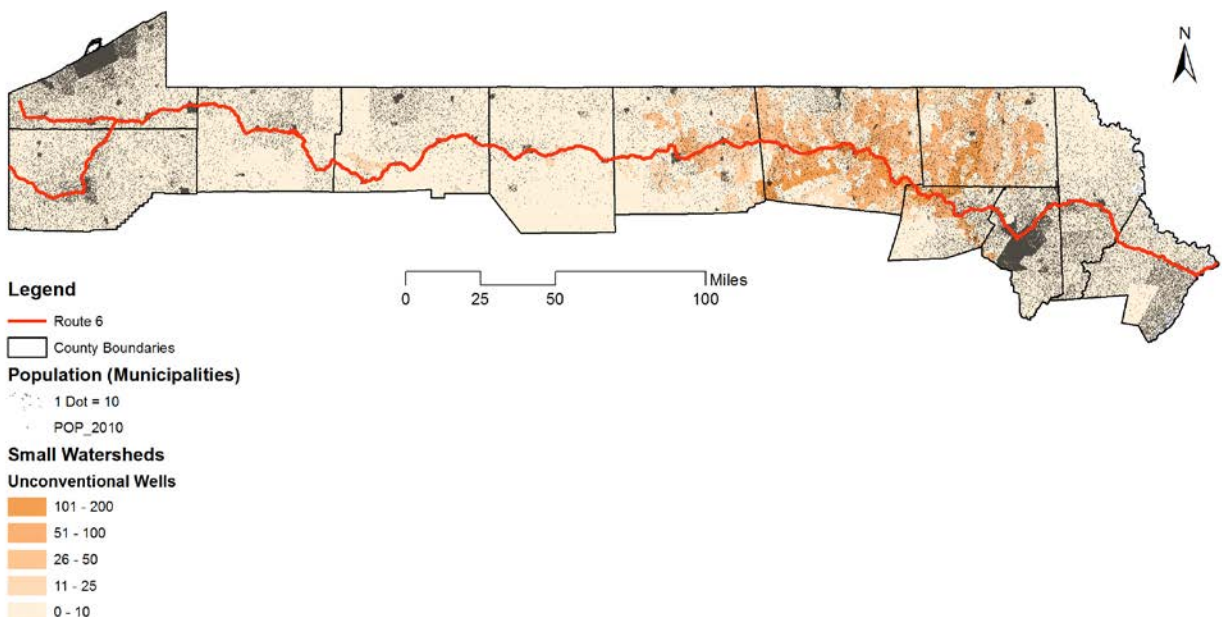 N
Miles
0 25 50 100
Legend
Route 6
County Boundaries
Population (Municipalities)
1 Dot = 10
POP_2010
Small Watersheds
Unconventional Wells
101 - 200
51 - 100
26 - 50
11 - 25
0 - 10